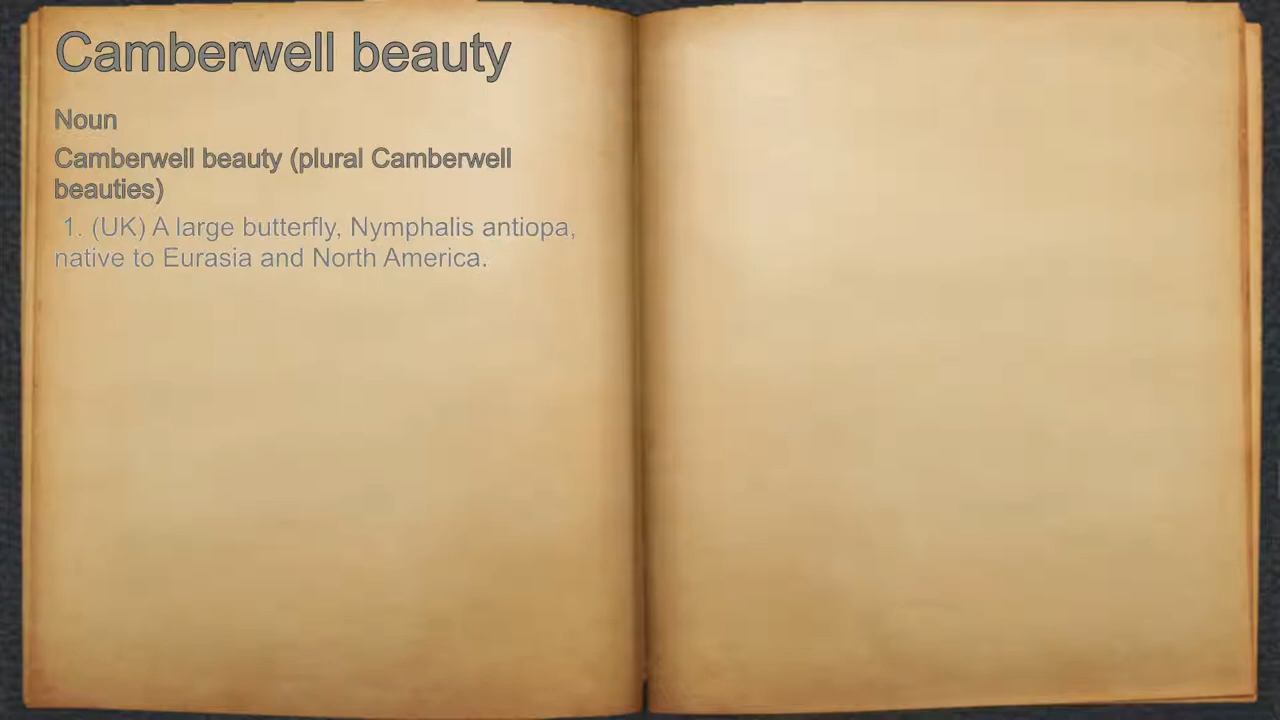 Camberwell beauty
Noun
Camberwell beauty (plural Camberwell
beauties)
1. (UK) A large butterfly, Nymphalis antiopa,
native to Eurasia and North America.